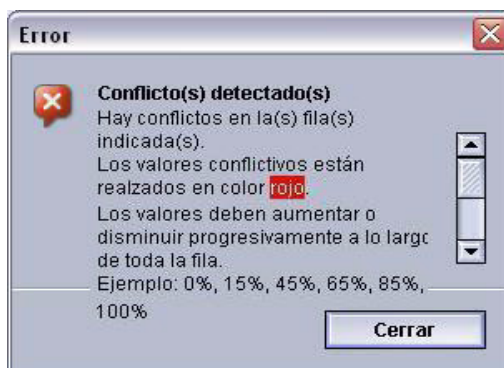 Error
Conflicto(s) detectado(s)
Hay conflictos en la(s) fila(s)
indicada(s).
Los valores conflictivos están
realzados en color rojo.
Los valores deben aumentar o
disminuir progresivamente a lo largo
de toda la fila.
Ejemplo: 0%, 15%, 45%, 65%, 85%,
100%
Cerrar